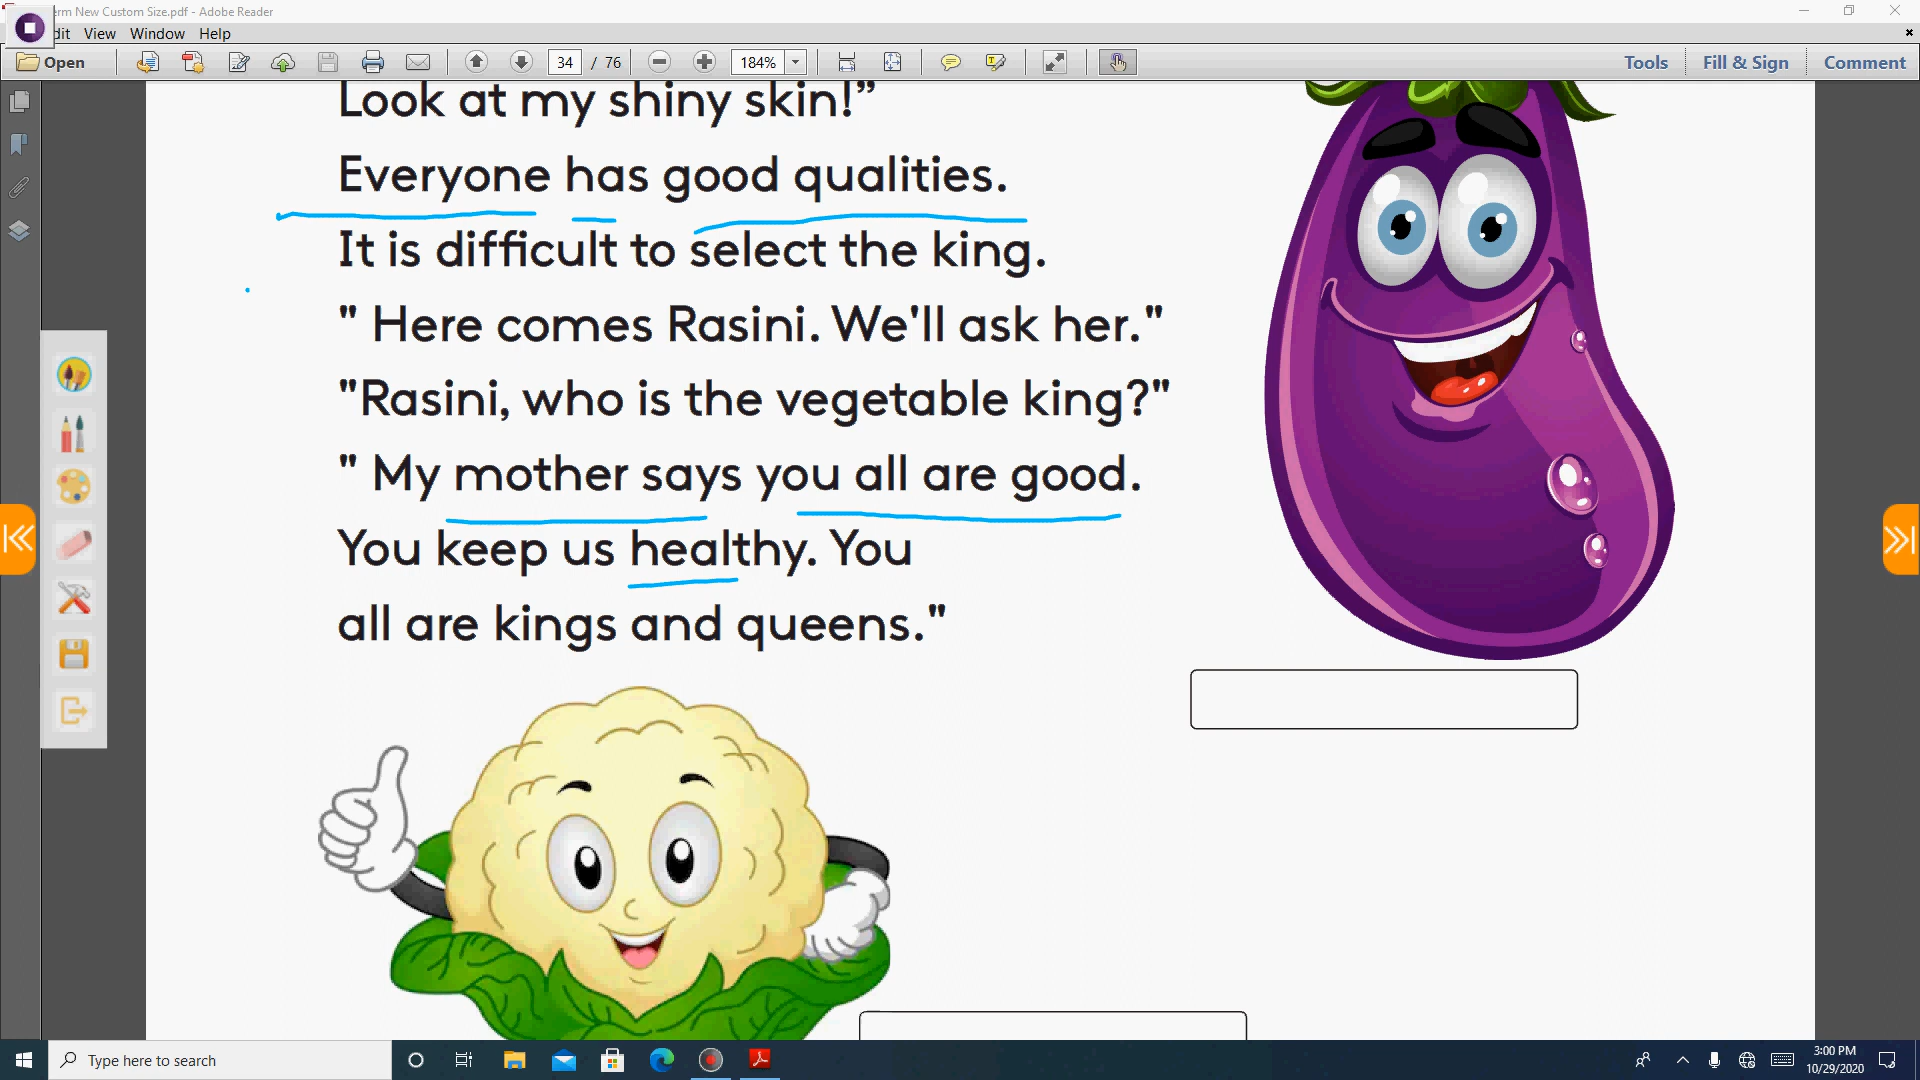 erm New Custom Size.pdf - Adobe Reader
dit View Window Help
Open 34 / 76 184% Tools Fill & Sign Comment
Look at my shiny skin!”
Everyone has good qualities.
It is difficult to select the king.
" Here comes Rasini. We'll ask her."
"Rasini, who is the vegetable king?"
" My mother says you all are good.
You keep us healthy. You
all are kings and queens."
Type here to search
3:00 PM
10/29/2020